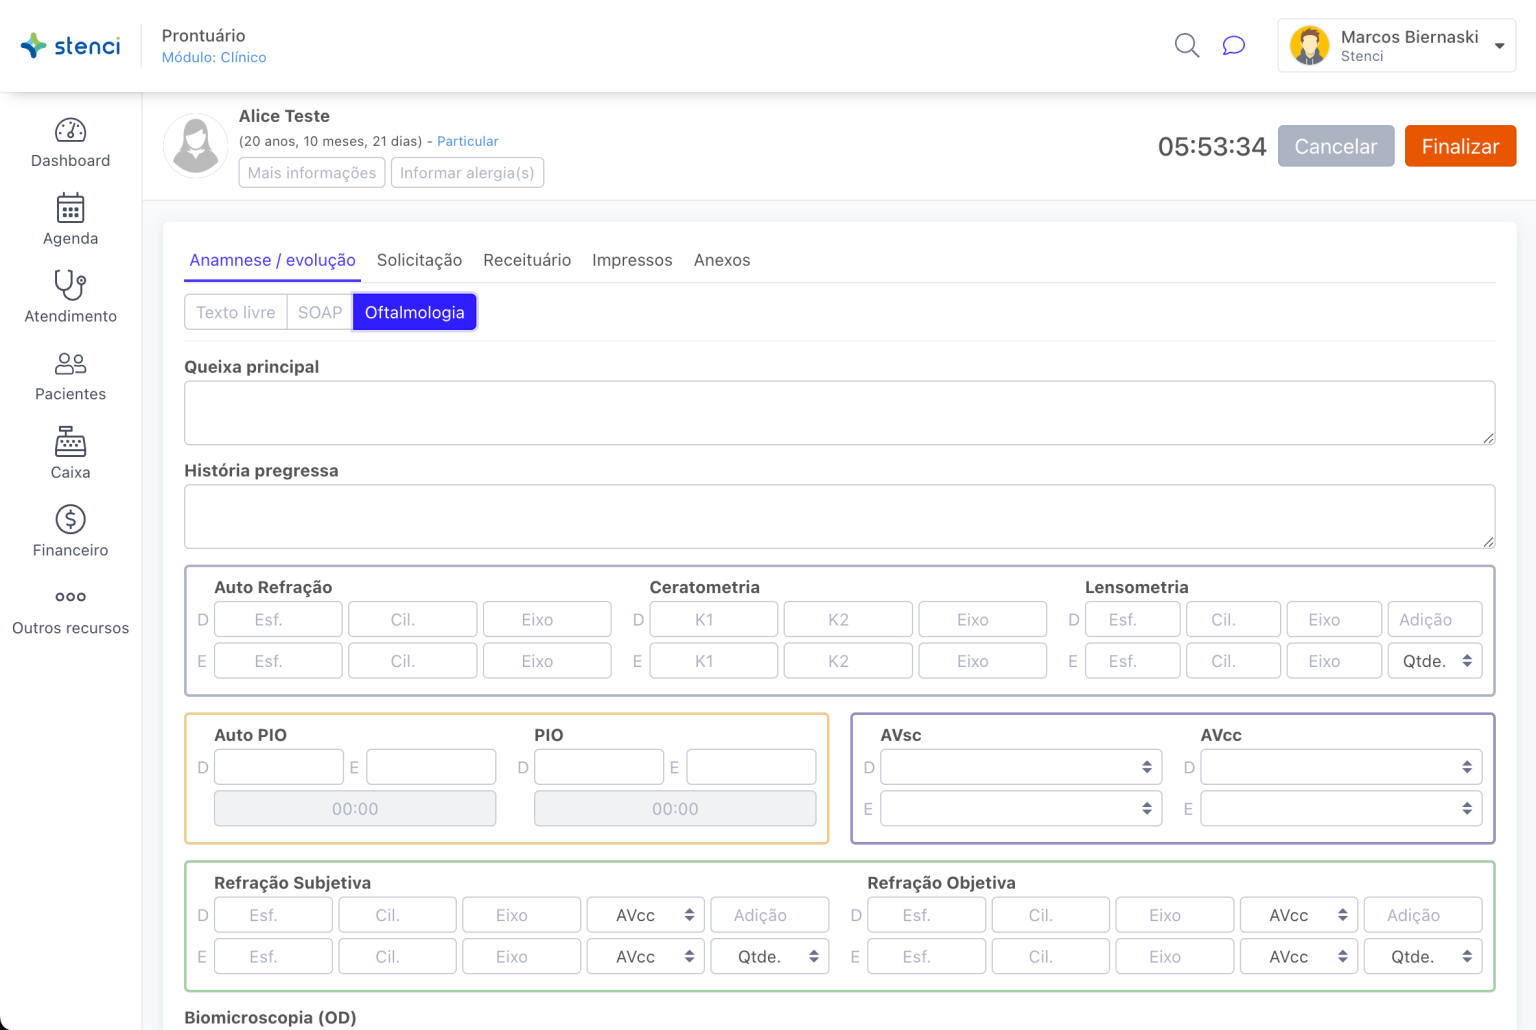 stenci
Prontuário
Módulo: Clínico
Marcos Biernaski
Stenci
Dashboard
Agenda
Atendimento
Pacientes
Caixa
Financeiro
Outros recursos
Alice Teste
(20 anos, 10 meses, 21 dias) - Particular
Mais informações Informar alergia(s)
05:53:34 Cancelar Finalizar
Anamnese / evolução Solicitação Receituário Impressos Anexos
Texto livre SOAP Oftalmologia
Queixa principal
História pregressa
Auto Refração Ceratometria Lensometria
D Esf. Cil. Eixo D K1 K2 Eixo D Esf. Cil. Eixo Adição
E Esf. Cil. Eixo E K1 K2 Eixo E Esf. Cil. Eixo Qtde.
Auto PIO PIO AVsc AVcc
D E D E D D
00:00 00:00 E E
Refração Subjetiva Refração Objetiva
D Esf. Cil. Eixo AVcc Adição D Esf. Cil. Eixo AVcc Adição
E Esf. Cil. Eixo AVcc Qtde. E Esf. Cil. Eixo AVcc Qtde.
Biomicroscopia (OD)